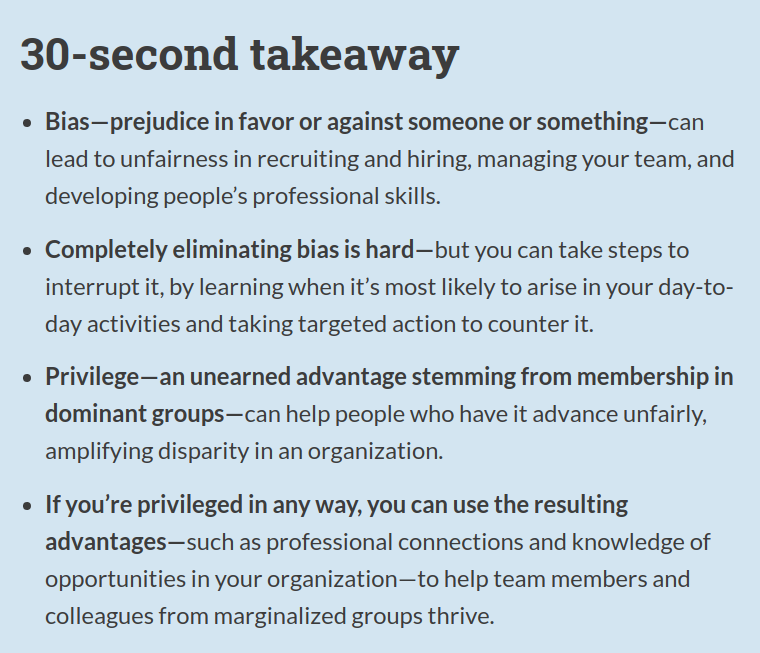 30-second takeaway
• Bias—prejudice in favor or against someone or something—can
lead to unfairness in recruiting and hiring, managing your team, and
developing people’s professional skills.
• Completely eliminating bias is hard—but you can take steps to
interrupt it, by learning when it’s most likely to arise in your day-to-
day activities and taking targeted action to counter it.
• Privilege—an unearned advantage stemming from membership in
dominant groups—can help people who have it advance unfairly,
amplifying disparity in an organization.
• If you’re privileged in any way, you can use the resulting
advantages—such as professional connections and knowledge of
opportunities in your organization—to help team members and
colleagues from marginalized groups thrive.